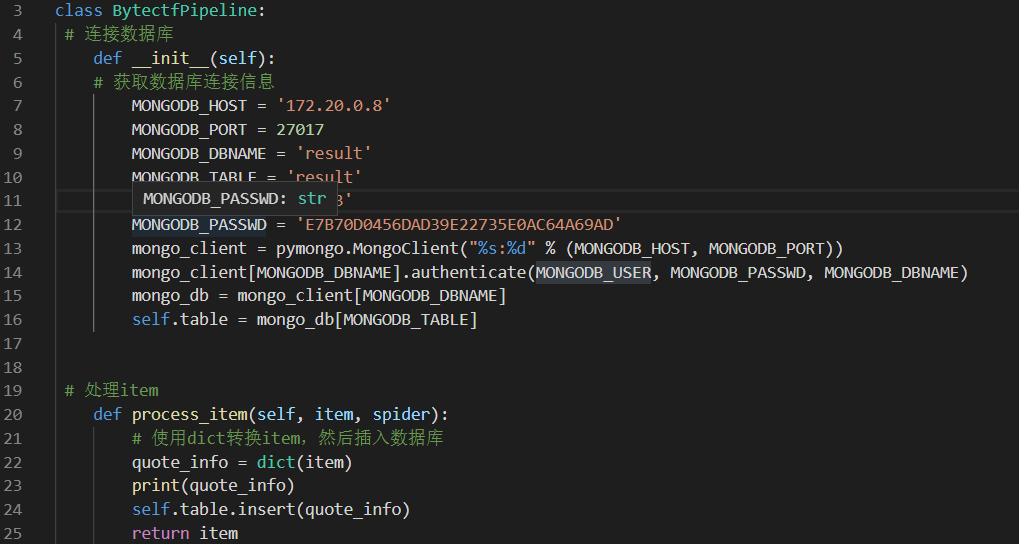 3 class BytectfPipeline:
4 # 连接数据库
5 def __init__(self):
6 # 获取数据库连接信息
7 MONGODB_HOST = '172.20.0.8'
8 MONGODB_PORT = 27017
9 MONGODB_DBNAME = 'result'
10 MONGODB_TABLE = 'result'
11 MONGODB_PASSWD: str
12 MONGODB_PASSWD = 'E7B70D0456DAD39E22735E0AC64A69AD'
13 mongo_client = pymongo.MongoClient("%s:%d" % (MONGODB_HOST, MONGODB_PORT))
14 mongo_client[MONGODB_DBNAME].authenticate(MONGODB_USER, MONGODB_PASSWD, MONGODB_DBNAME)
15 mongo_db = mongo_client[MONGODB_DBNAME]
16 self.table = mongo_db[MONGODB_TABLE]
17
18
19 # 处理item
20 def process_item(self, item, spider):
21 # 使用dict转换item，然后插入数据库
22 quote_info = dict(item)
23 print(quote_info)
24 self.table.insert(quote_info)
25 return item